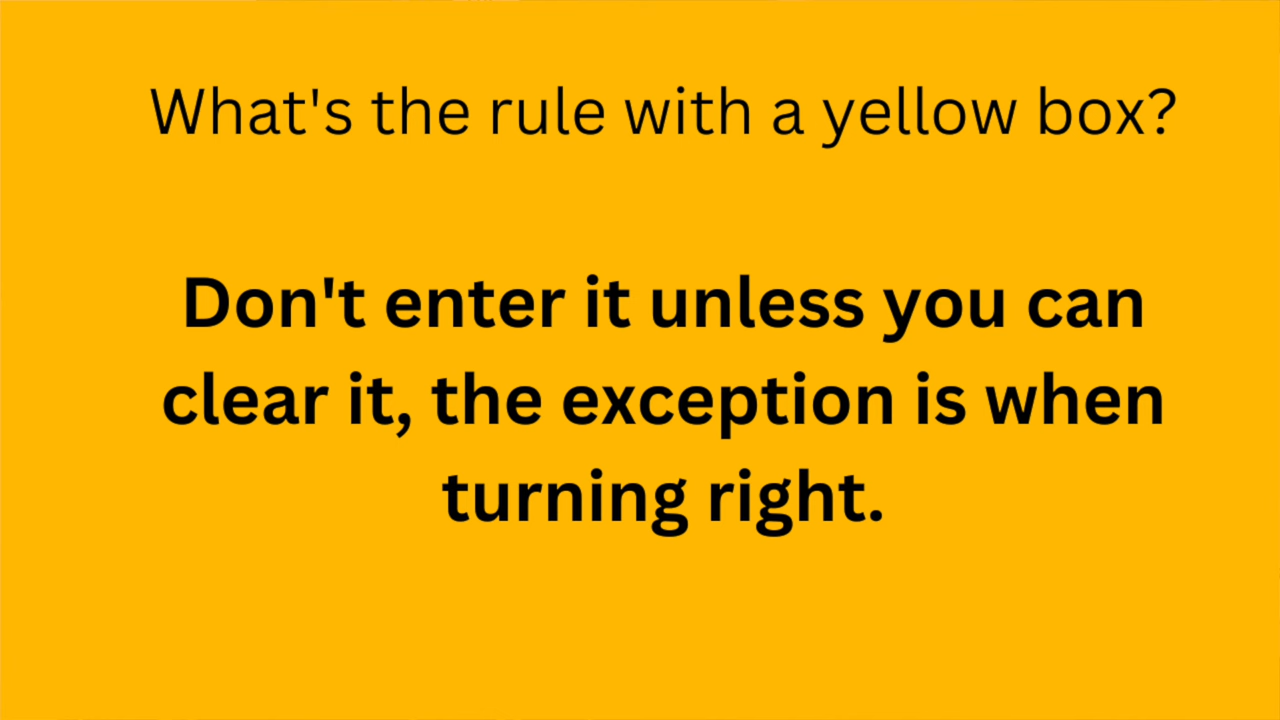 What's the rule with a yellow box?
Don't enter it unless you can
clear it, the exception is when
turning right.